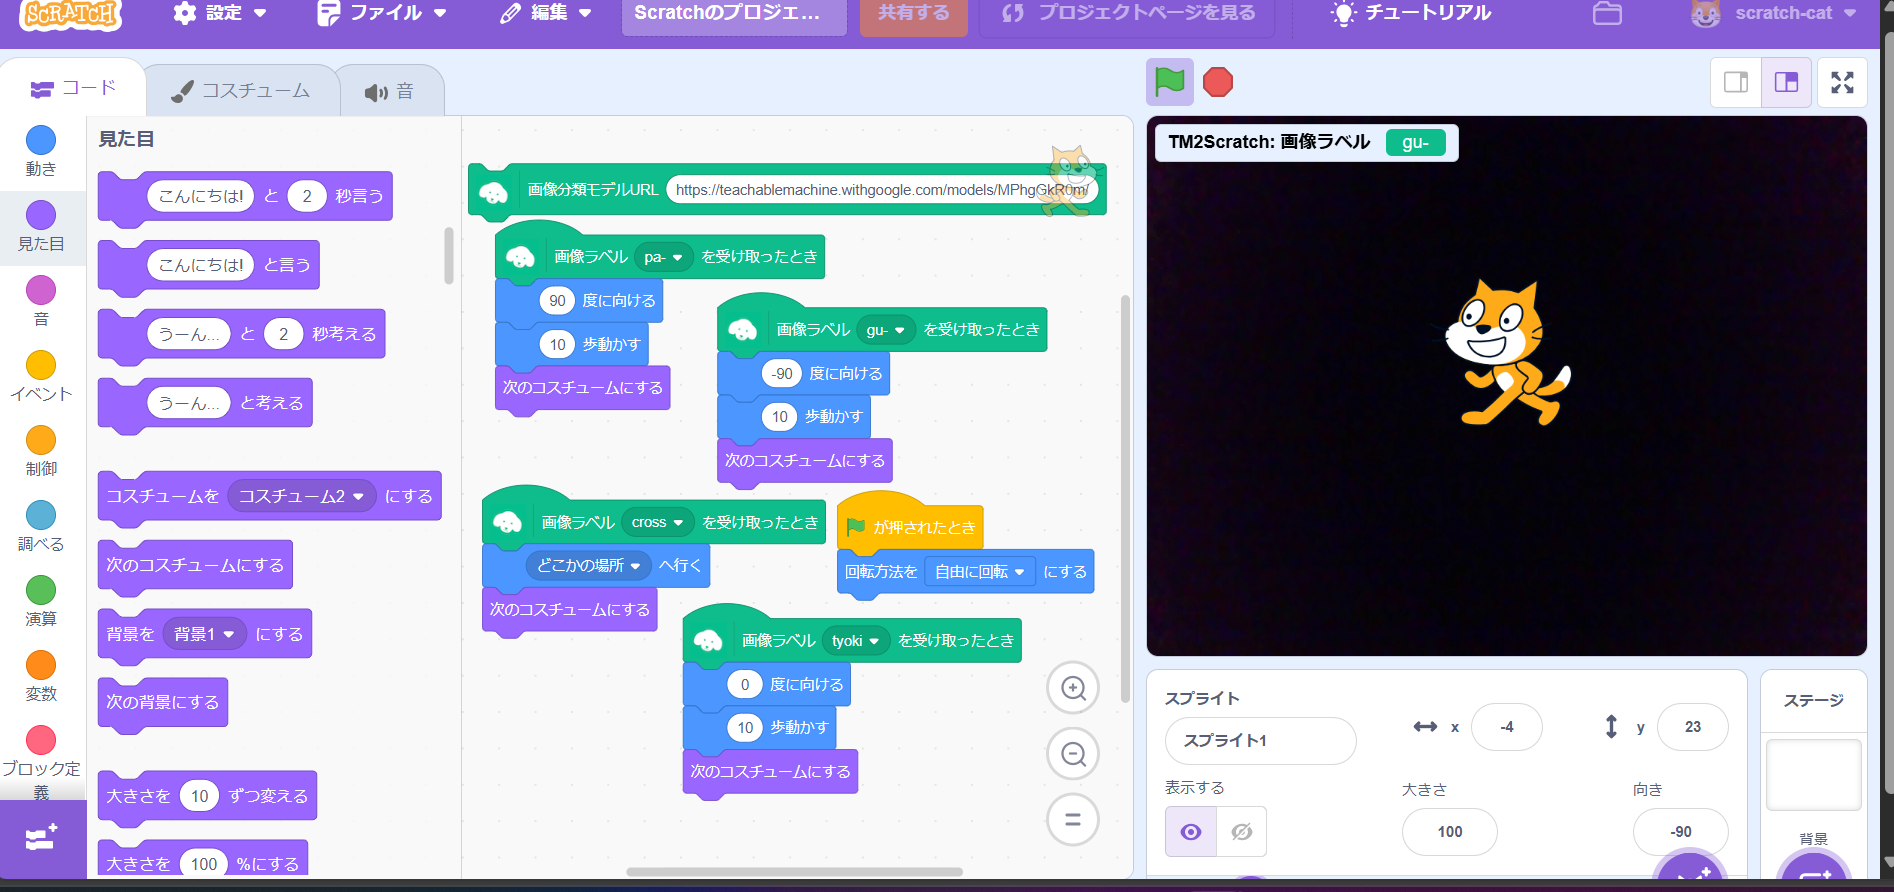 SCRATCH
設定
ファイル
編集
Scratchのプロジェ...
共有する
プロジェクトページを見る
チュートリアル
scratch-cat
コード
コスチューム
音
動き
見た目
音
イベント
制御
調べる
演算
変数
ブロック定
義
見た目
こんにちは! と 2 秒言う
こんにちは! と言う
うーん... と 2 秒考える
うーん... と考える
コスチュームを コスチューム2 にする
次のコスチュームにする
背景を 背景1 にする
次の背景にする
大きさを 10 ずつ変える
大きさを 100 %にする
画像分類モデルURL https://teachablemachine.withgoogle.com/models/MPhgGkR0m/
画像ラベル pa- を受け取ったとき
90 度に向ける
10 歩動かす
次のコスチュームにする
画像ラベル gu- を受け取ったとき
-90 度に向ける
10 歩動かす
次のコスチュームにする
画像ラベル cross を受け取ったとき
どこかの場所 へ行く
次のコスチュームにする
が押されたとき
回転方法を 自由に回転 にする
画像ラベル tyoki を受け取ったとき
0 度に向ける
10 歩動かす
次のコスチュームにする
TM2Scratch: 画像ラベル gu-
スプライト
スプライト1
x -4
y 23
表示する
大きさ
100
向き
-90
ステージ
背景